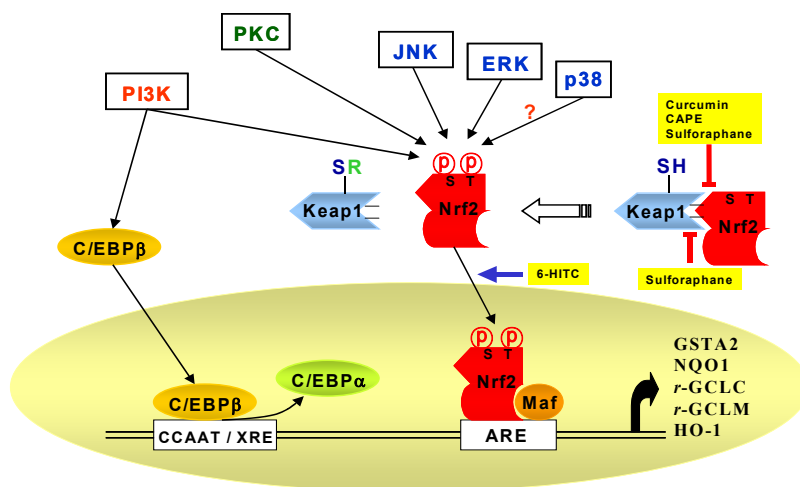 PKC
JNK
ERK
p38
PI3K
?
Curcumin
CAPE
Sulforaphane
p p
S T
Nrf2
SR
Keap1
SH
Keap1
S T
Nrf2
C/EBPβ
6-HITC
Sulforaphane
p p
S T
Nrf2
Maf
C/EBPα
C/EBPβ
CCAAT / XRE
ARE
GSTA2
NQO1
r-GCLC
r-GCLM
HO-1